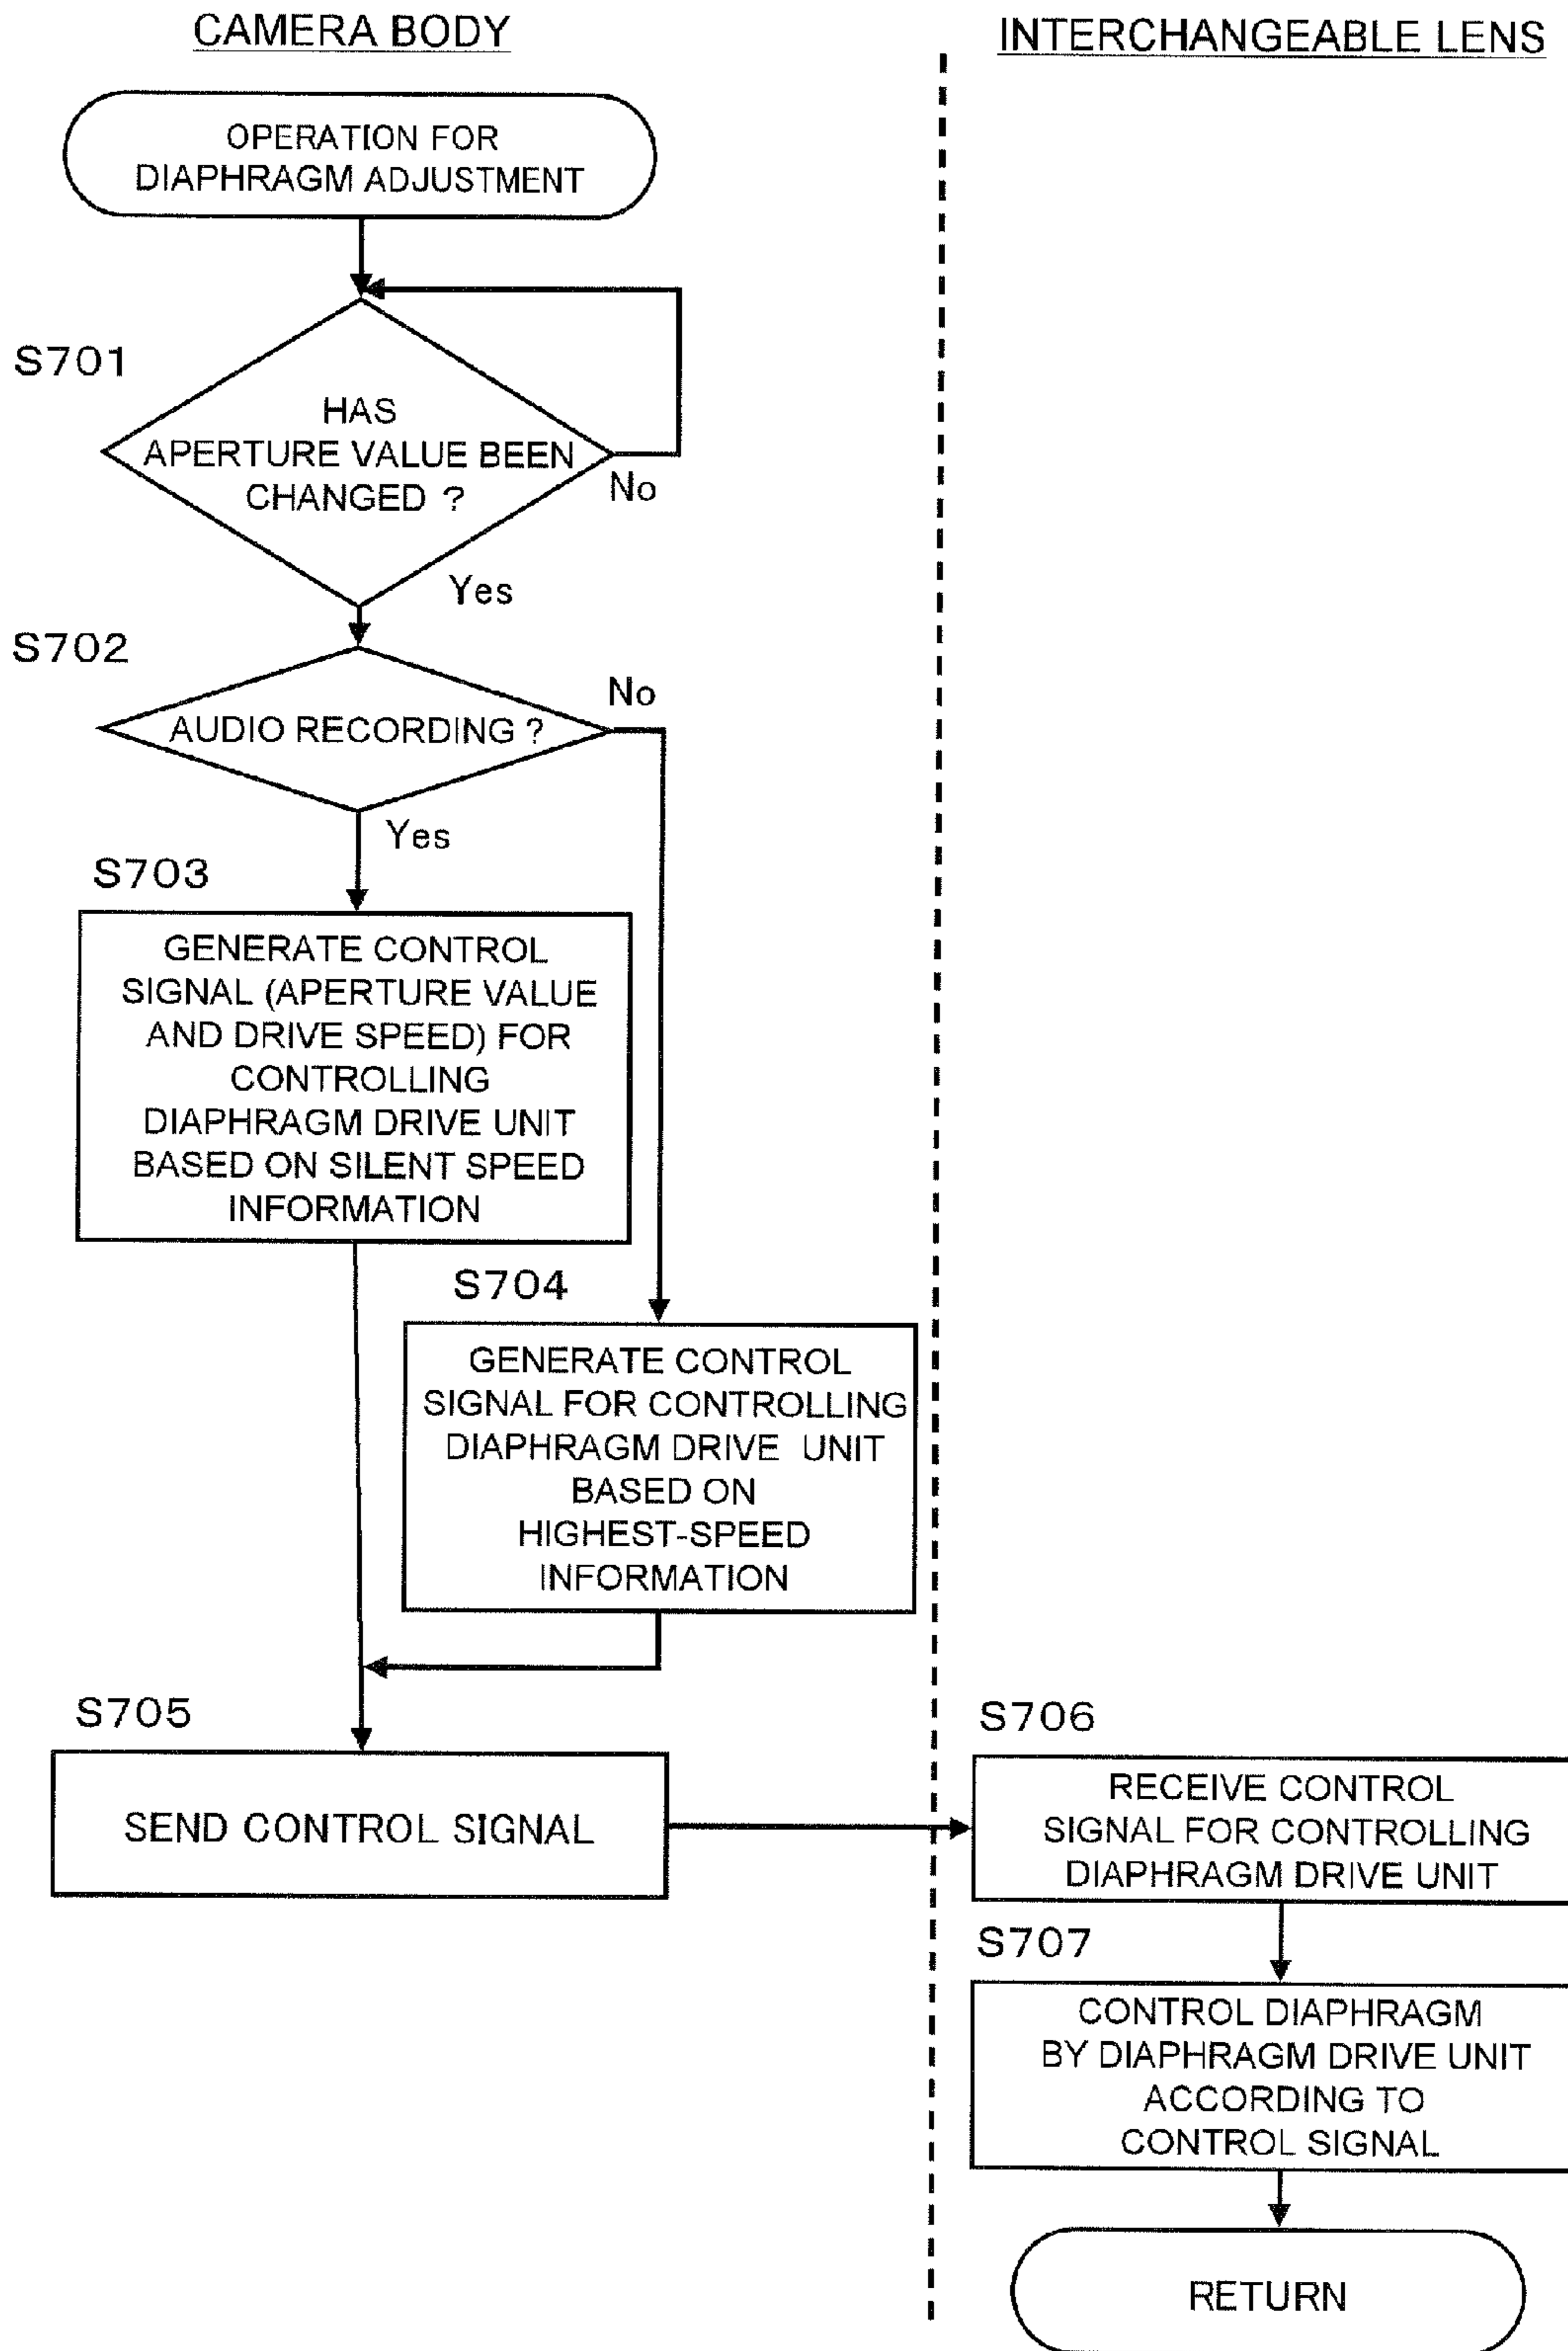 CAMERA BODY
INTERCHANGEABLE LENS
OPERATION FOR
DIAPHRAGM ADJUSTMENT
S701
HAS
APERTURE VALUE BEEN
CHANGED ?
No
Yes
S702
No
AUDIO RECORDING ?
Yes
S703
GENERATE CONTROL
SIGNAL (APERTURE VALUE
AND DRIVE SPEED) FOR
CONTROLLING
DIAPHRAGM DRIVE UNIT
BASED ON SILENT SPEED
INFORMATION
S704
GENERATE CONTROL
SIGNAL FOR CONTROLLING
DIAPHRAGM DRIVE UNIT
BASED ON
HIGHEST-SPEED
INFORMATION
S705
SEND CONTROL SIGNAL
S706
RECEIVE CONTROL
SIGNAL FOR CONTROLLING
DIAPHRAGM DRIVE UNIT
S707
CONTROL DIAPHRAGM
BY DIAPHRAGM DRIVE UNIT
ACCORDING TO
CONTROL SIGNAL
RETURN